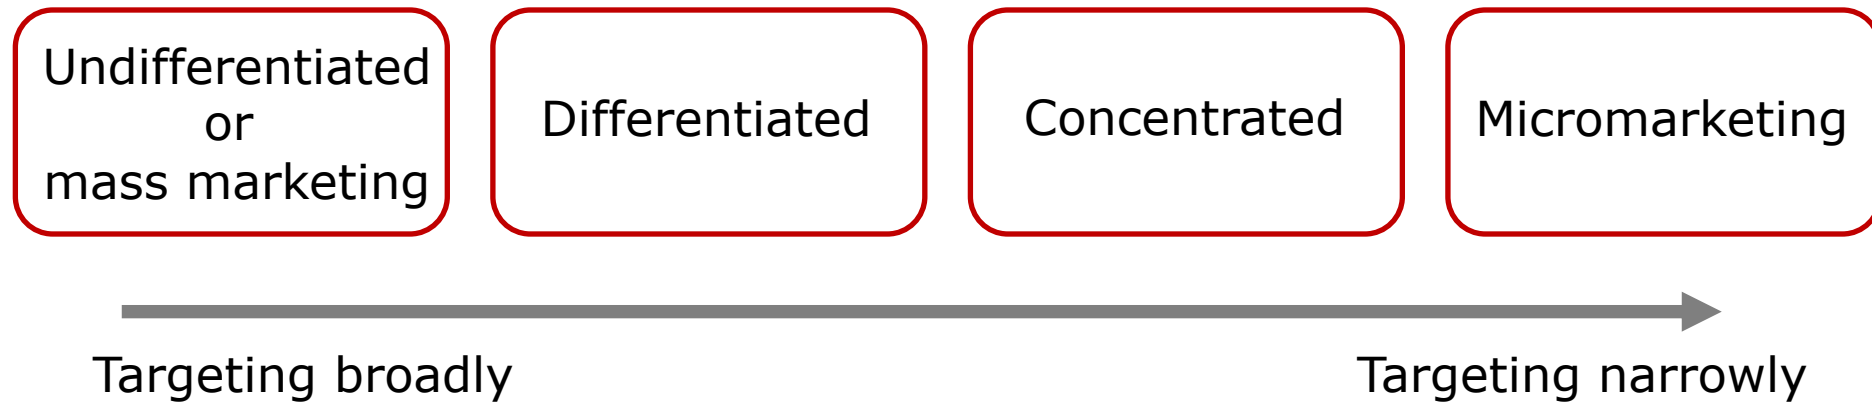 Undifferentiated
or
mass marketing
Differentiated
Concentrated
Micromarketing
Targeting broadly
Targeting narrowly